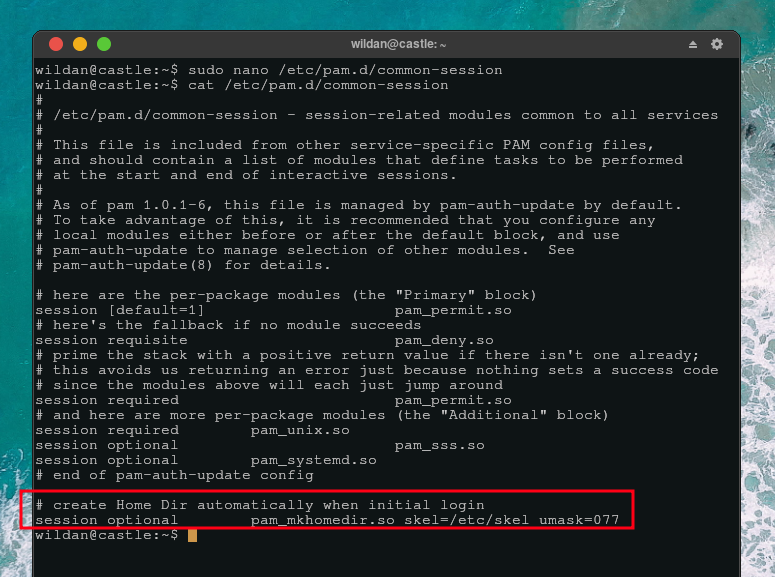 wildan@castle: ~
wildan@castle:~$ sudo nano /etc/pam.d/common-session
wildan@castle:~$ cat /etc/pam.d/common-session
#
# /etc/pam.d/common-session - session-related modules common to all services
#
# This file is included from other service-specific PAM config files,
# and should contain a list of modules that define tasks to be performed
# at the start and end of interactive sessions.
#
# As of pam 1.0.1-6, this file is managed by pam-auth-update by default.
# To take advantage of this, it is recommended that you configure any
# local modules either before or after the default block, and use
# pam-auth-update to manage selection of other modules.  See
# pam-auth-update(8) for details.
# here are the per-package modules (the "Primary" block)
session [default=1]                     pam_permit.so
# here's the fallback if no module succeeds
session requisite                       pam_deny.so
# prime the stack with a positive return value if there isn't one already;
# this avoids us returning an error just because nothing sets a success code
# since the modules above will each just jump around
session required                        pam_permit.so
# and here are more per-package modules (the "Additional" block)
session required        pam_unix.so
session optional                        pam_sss.so
session optional        pam_systemd.so
# end of pam-auth-update config
# create Home Dir automatically when initial login
session optional        pam_mkhomedir.so skel=/etc/skel umask=077
wildan@castle:~$